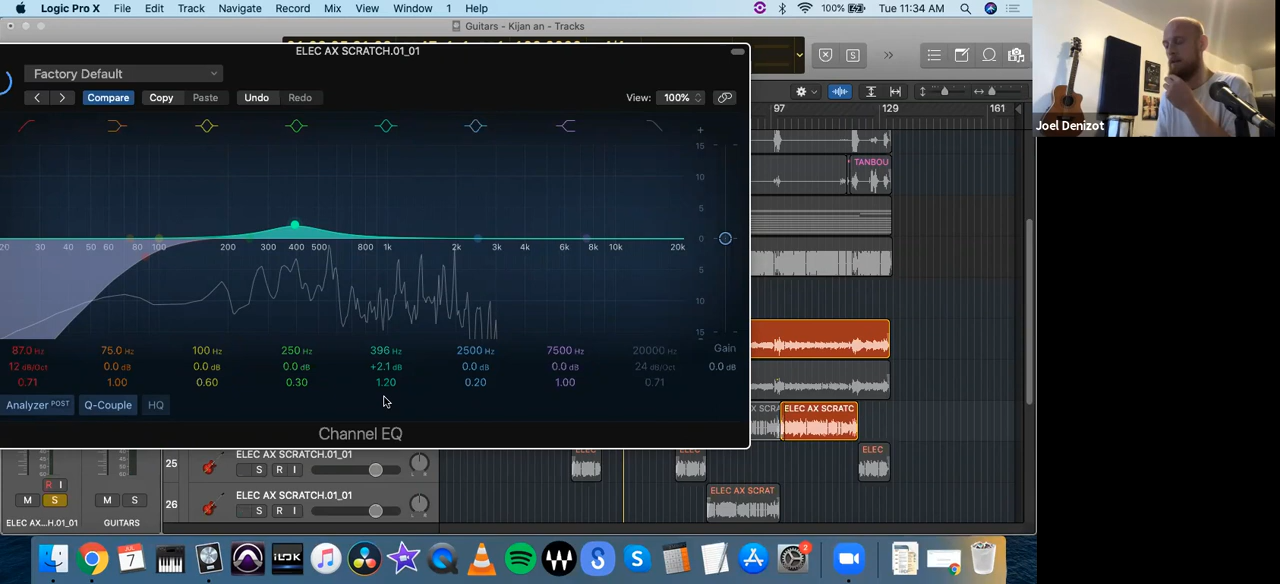 Logic Pro X File Edit Track Navigate Record Mix View Window 1 Help 100% Tue 11:34 AM
Guitars - Kijan an - Tracks
ELEC AX SCRATCH.01_01
Factory Default
Compare Copy Paste Undo Redo View: 100%
S
97 129 161
Joel Denizot
TANBOU
+
15
10
5
0
5
10
15
20 30 40 50 60 80 100 200 300 400 500 800 1k 2k 3k 4k 6k 8k 10k 20k
87.0 Hz 75.0 Hz 100 Hz 250 Hz 396 Hz 2500 Hz 7500 Hz 20000 Hz Gain
12 dB/Oct 0.0 dB 0.0 dB 0.0 dB +2.1 dB 0.0 dB 0.0 dB 24 dB/Oct 0.0 dB
0.71 1.00 0.60 0.30 1.20 0.20 1.00 0.71
Analyzer POST Q-Couple HQ
SCRA ELEC AX SCRATC
Channel EQ
25 ELEC AX SCRATCH.01_01
S R I
ELEC ELEC ELEC
R I
M S M S
ELEC AX...H.01_01 GUITARS
26 ELEC AX SCRATCH.01_01
S R I
ELEC AX SCRAT
JUL
7
iLOK
2